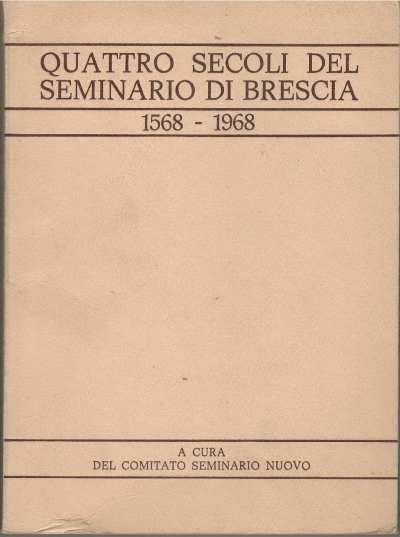 QUATTRO SECOLI DEL
SEMINARIO DI BRESCIA
1568 - 1968
A CURA
DEL COMITATO SEMINARIO NUOVO